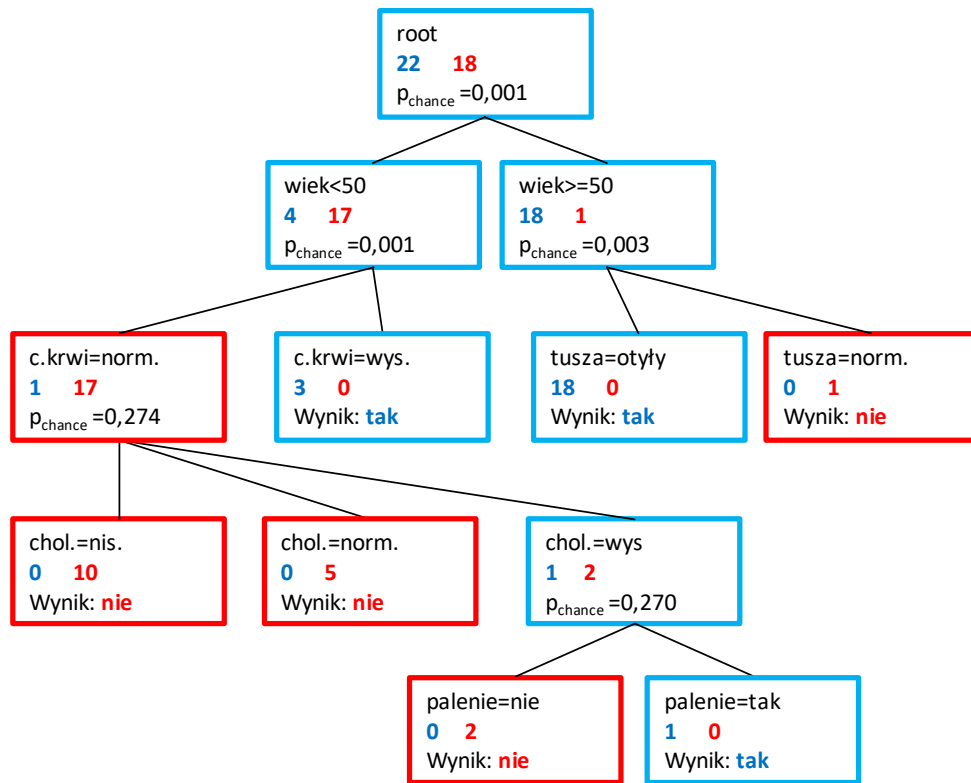 root
22 18
pchance =0,001
wiek<50
4 17
pchance =0,001
wiek>=50
18 1
pchance =0,003
c.krwi=norm.
1 17
pchance =0,274
c.krwi=wys.
3 0
Wynik: tak
tusza=otyły
18 0
Wynik: tak
tusza=norm.
0 1
Wynik: nie
chol.=nis.
0 10
Wynik: nie
chol.=norm.
0 5
Wynik: nie
chol.=wys
1 2
pchance =0,270
palenie=nie
0 2
Wynik: nie
palenie=tak
1 0
Wynik: tak